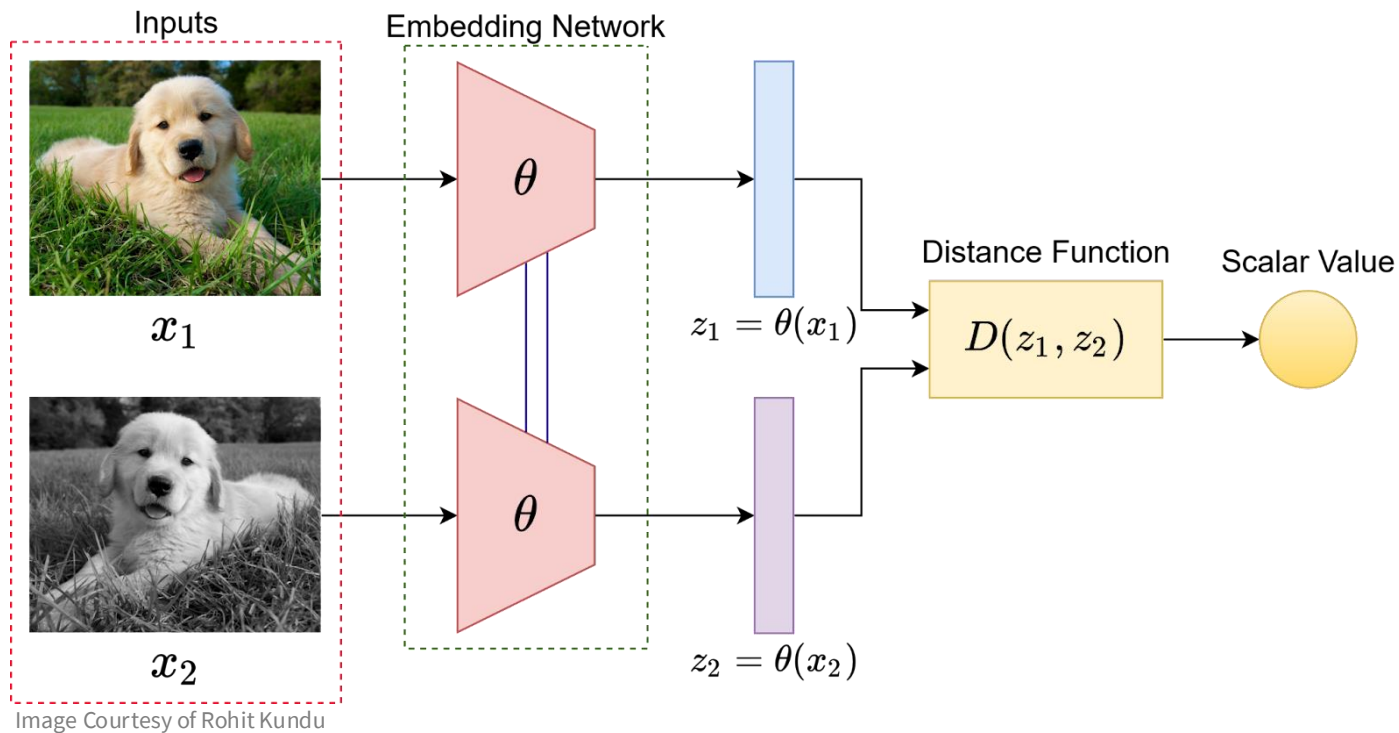 Inputs
Embedding Network
θ
x₁
z₁ = θ(x₁)
Distance Function
D(z₁, z₂)
Scalar Value
θ
x₂
z₂ = θ(x₂)
Image Courtesy of Rohit Kundu